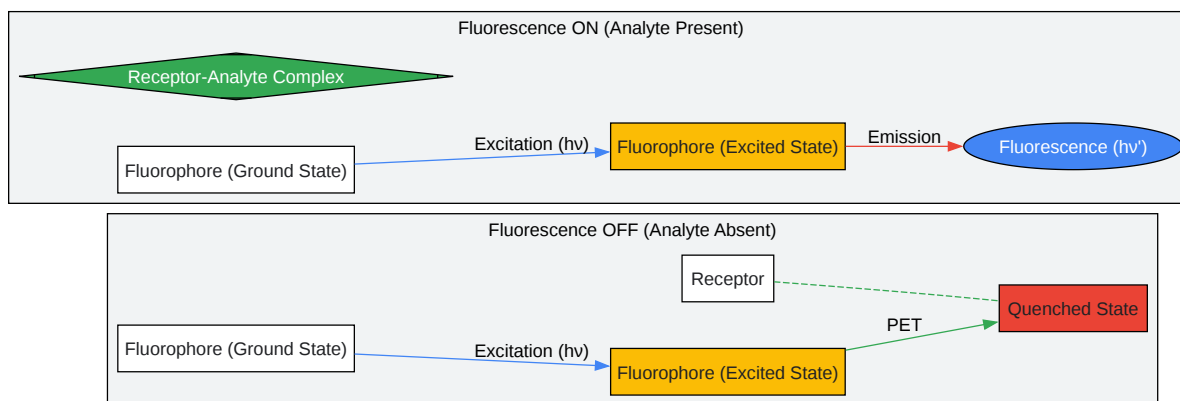 Fluorescence ON (Analyte Present)
Receptor-Analyte Complex
Fluorophore (Ground State)
Excitation (hν)
Fluorophore (Excited State)
Emission
Fluorescence (hν')
Fluorescence OFF (Analyte Absent)
Receptor
Quenched State
PET
Fluorophore (Ground State)
Excitation (hν)
Fluorophore (Excited State)